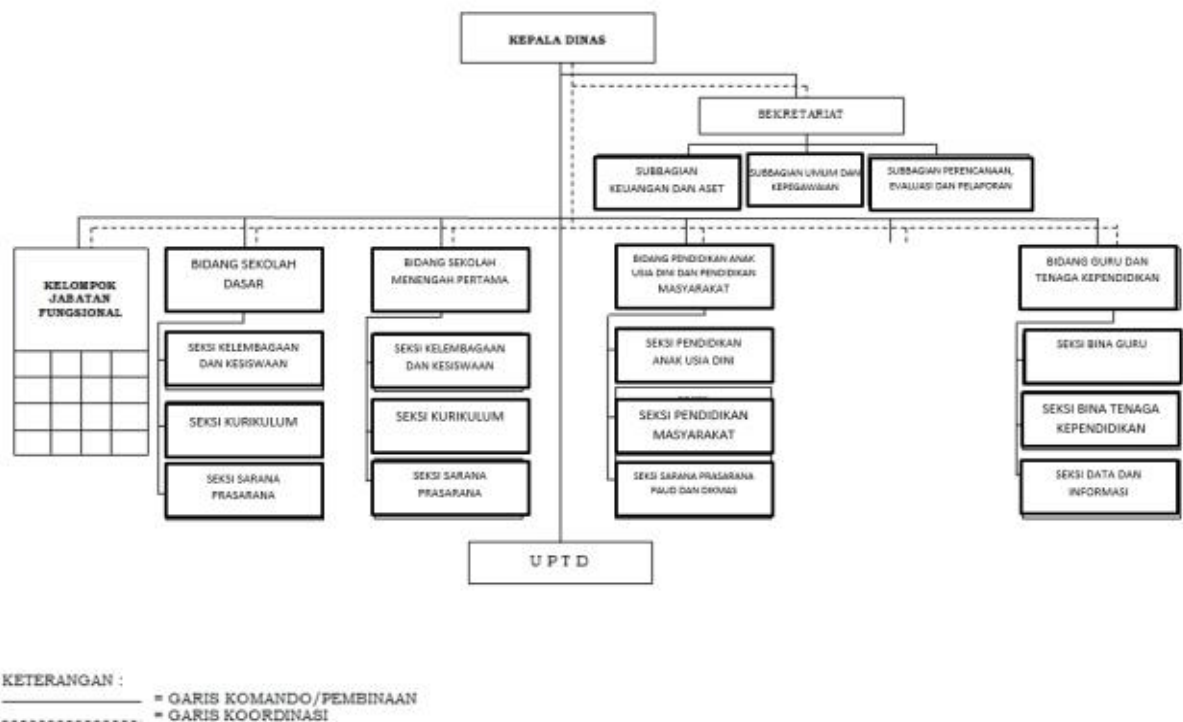 KEPALA DINAS
SEKRETARIAT
SUBBAGIAN
KEUANGAN DAN ASET
SUBBAGIAN UMUM DAN
KEPEGAWAIAN
SUBBAGIAN PERENCANAAN,
EVALUASI DAN PELAPORAN
KELOMPOK
JABATAN
FUNGSIONAL
BIDANG SEKOLAH
DASAR
BIDANG SEKOLAH
MENENGAH PERTAMA
BIDANG PENDIDIKAN ANAK
USIA DINI DAN PENDIDIKAN
MASYARAKAT
BIDANG GURU DAN
TENAGA KEPENDIDIKAN
SEKSI KELEMBAGAAN
DAN KESISWAAN
SEKSI KELEMBAGAAN
DAN KESISWAAN
SEKSI PENDIDIKAN
ANAK USIA DINI
SEKSI BINA GURU
SEKSI KURIKULUM
SEKSI KURIKULUM
SEKSI PENDIDIKAN
MASYARAKAT
SEKSI BINA TENAGA
KEPENDIDIKAN
SEKSI SARANA
PRASARANA
SEKSI SARANA
PRASARANA
SEKSI SARANA PRASARANA
PAUD DAN DIKMAS
SEKSI DATA DAN
INFORMASI
U P T D
KETERANGAN :
= GARIS KOMANDO/PEMBINAAN
= GARIS KOORDINASI